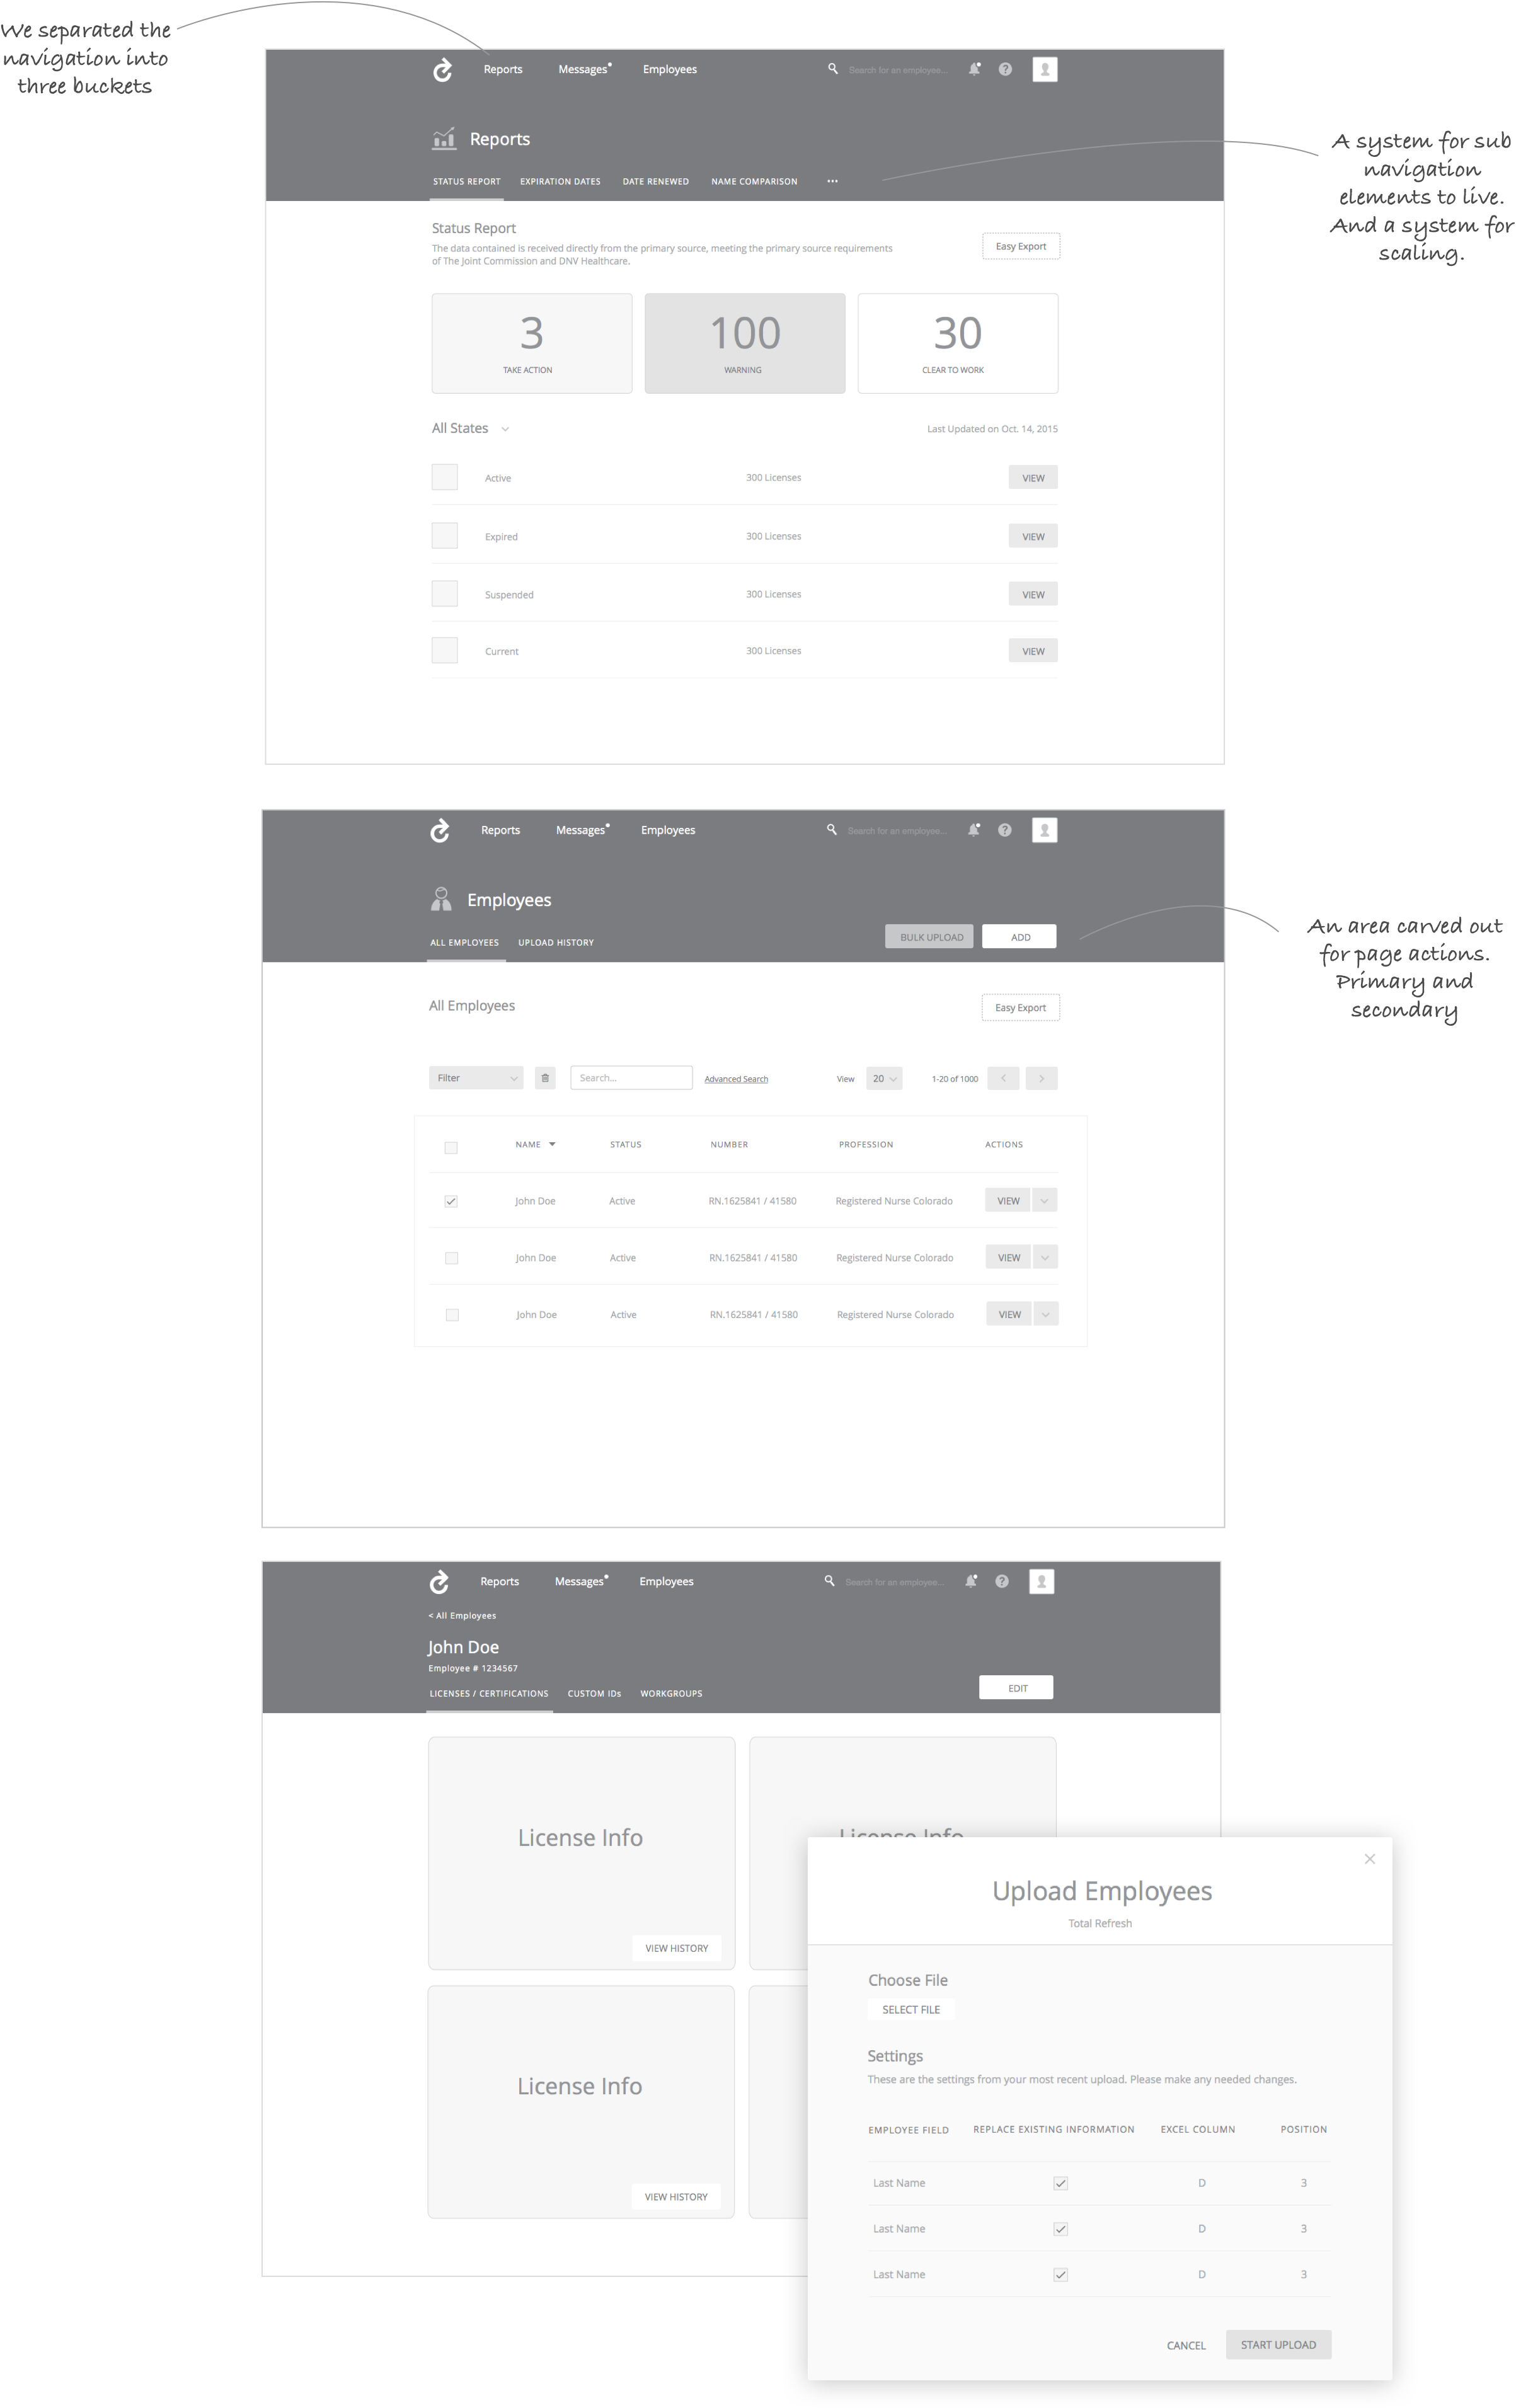 We separated the
navigation into
three buckets
Reports Messages Employees Search for an employee... ?
Reports
STATUS REPORT EXPIRATION DATES DATE RENEWED NAME COMPARISON ...
A system for sub
navigation
elements to live.
And a system for
scaling.
Status Report
The data contained is received directly from the primary source, meeting the primary source requirements
of The Joint Commission and DNV Healthcare.
Easy Export
3 100 30
TAKE ACTION WARNING CLEAR TO WORK
All States Last Updated on Oct. 14, 2015
Active 300 Licenses VIEW
Expired 300 Licenses VIEW
Suspended 300 Licenses VIEW
Current 300 Licenses VIEW
Reports Messages Employees Search for an employee... ?
Employees
ALL EMPLOYEES UPLOAD HISTORY BULK UPLOAD ADD
An area carved out
for page actions.
Primary and
secondary
All Employees Easy Export
Filter Search... Advanced Search View 20 1-20 of 1000 < >
NAME STATUS NUMBER PROFESSION ACTIONS
John Doe Active RN.1625841 / 41580 Registered Nurse Colorado VIEW
John Doe Active RN.1625841 / 41580 Registered Nurse Colorado VIEW
John Doe Active RN.1625841 / 41580 Registered Nurse Colorado VIEW
Reports Messages Employees Search for an employee... ?
< All Employees
John Doe
Employee # 1234567
LICENSES / CERTIFICATIONS CUSTOM IDs WORKGROUPS EDIT
License Info License Info
VIEW HISTORY
License Info
VIEW HISTORY
Upload Employees
Total Refresh
Choose File
SELECT FILE
Settings
These are the settings from your most recent upload. Please make any needed changes.
EMPLOYEE FIELD REPLACE EXISTING INFORMATION EXCEL COLUMN POSITION
Last Name D 3
Last Name D 3
Last Name D 3
CANCEL START UPLOAD